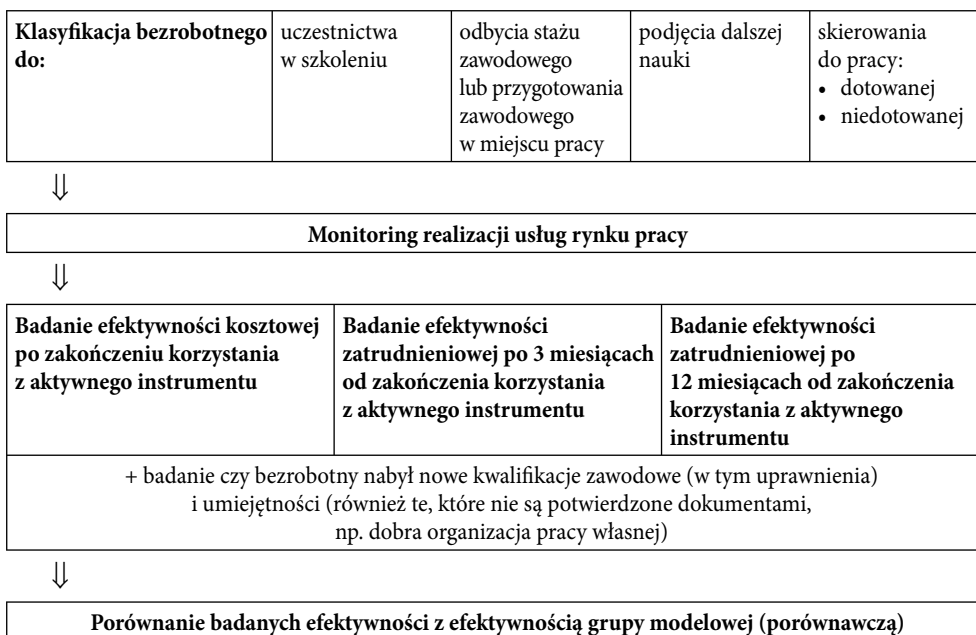 Klasyfikacja bezrobotnego
do:
uczestnictwa
w szkoleniu
odbycia stażu
zawodowego
lub przygotowania
zawodowego
w miejscu pracy
podjęcia dalszej
nauki
skierowania
do pracy:
• dotowanej
• niedotowanej
⇓
Monitoring realizacji usług rynku pracy
⇓
Badanie efektywności kosztowej
po zakończeniu korzystania
z aktywnego instrumentu
Badanie efektywności
zatrudnieniowej po 3 miesiącach
od zakończenia korzystania
z aktywnego instrumentu
Badanie efektywności
zatrudnieniowej po
12 miesiącach od zakończenia
korzystania z aktywnego
instrumentu
+ badanie czy bezrobotny nabył nowe kwalifikacje zawodowe (w tym uprawnienia)
i umiejętności (również te, które nie są potwierdzone dokumentami,
np. dobra organizacja pracy własnej)
⇓
Porównanie badanych efektywności z efektywnością grupy modelowej (porównawczą)